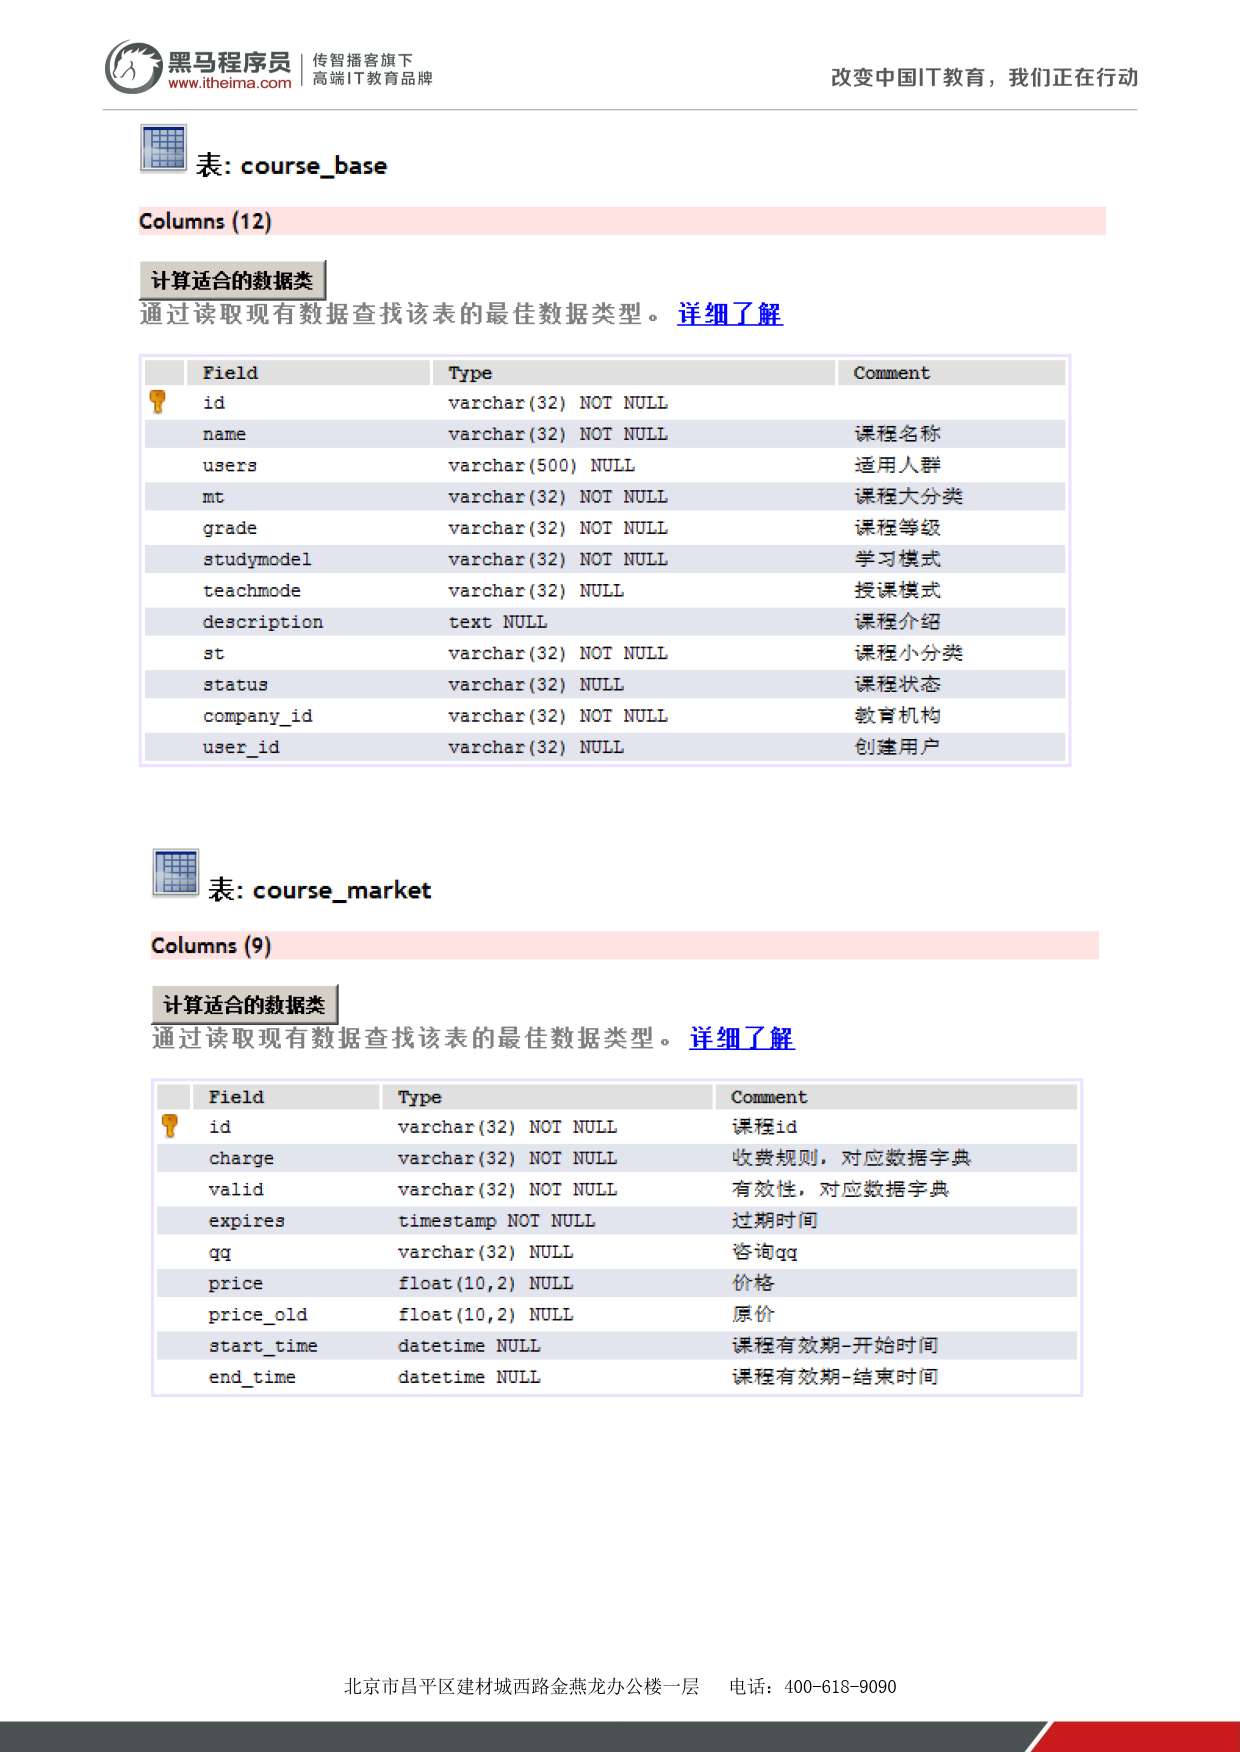 黑马程序员 传智播客旗下
www.itheima.com 高端IT教育品牌
改变中国IT教育，我们正在行动
表: course_base
Columns (12)
计算适合的数据类
通过读取现有数据查找该表的最佳数据类型。 详细了解
Field Type Comment
id varchar(32) NOT NULL
name varchar(32) NOT NULL 课程名称
users varchar(500) NULL 适用人群
mt varchar(32) NOT NULL 课程大分类
grade varchar(32) NOT NULL 课程等级
studymodel varchar(32) NOT NULL 学习模式
teachmode varchar(32) NULL 授课模式
description text NULL 课程介绍
st varchar(32) NOT NULL 课程小分类
status varchar(32) NULL 课程状态
company_id varchar(32) NOT NULL 教育机构
user_id varchar(32) NULL 创建用户
表: course_market
Columns (9)
计算适合的数据类
通过读取现有数据查找该表的最佳数据类型。 详细了解
Field Type Comment
id varchar(32) NOT NULL 课程id
charge varchar(32) NOT NULL 收费规则，对应数据字典
valid varchar(32) NOT NULL 有效性，对应数据字典
expires timestamp NOT NULL 过期时间
qq varchar(32) NULL 咨询qq
price float(10,2) NULL 价格
price_old float(10,2) NULL 原价
start_time datetime NULL 课程有效期-开始时间
end_time datetime NULL 课程有效期-结束时间
北京市昌平区建材城西路金燕龙办公楼一层 电话：400-618-9090